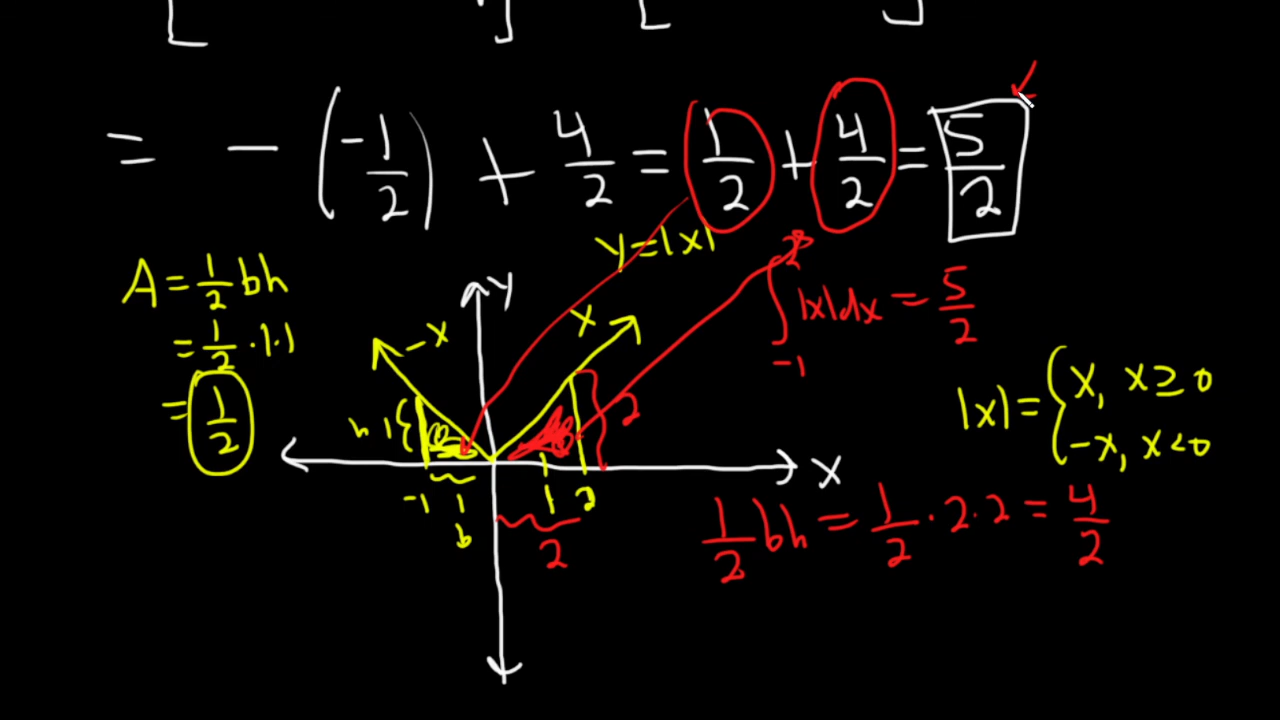 = - (-1/2) + 4/2 = 1/2 + 4/2 = 5/2
y=|x|
A = 1/2 bh
= 1/2 · 1·1
= 1/2
y
-x
x
∫_{-1}^{2} |x|dx = 5/2
|x| = { x, x ≥ 0
-x, x < 0
h 1
2
x
-1 1 1 2
b
2
1/2 bh = 1/2 · 2 · 2 = 4/2